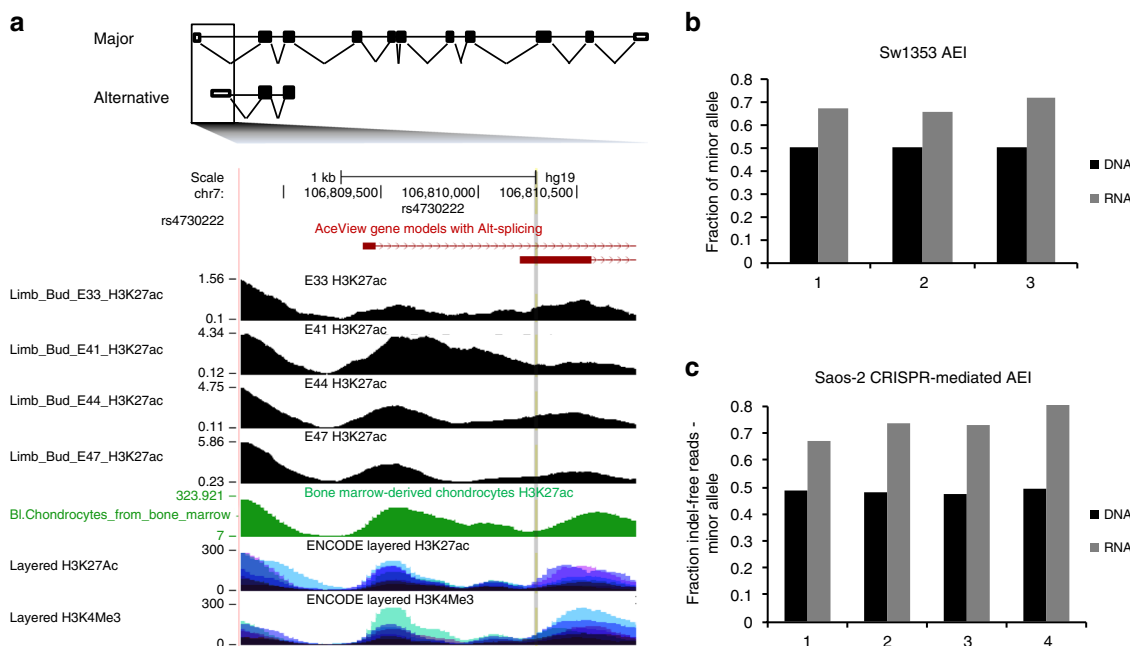 a
Major
Alternative
Scale
1 kb
hg19
chr7:
106,809,500
106,810,000
106,810,500
rs4730222
rs4730222
AceView gene models with Alt-splicing
E33 H3K27ac
1.56
Limb_Bud_E33_H3K27ac
0.1
E41 H3K27ac
4.34
Limb_Bud_E41_H3K27ac
0.12
E44 H3K27ac
4.75
Limb_Bud_E44_H3K27ac
0.11
E47 H3K27ac
5.86
Limb_Bud_E47_H3K27ac
0.23
Bone marrow-derived chondrocytes H3K27ac
323.921
Bl.Chondrocytes_from_bone_marrow
7
ENCODE layered H3K27ac
300
Layered H3K27Ac
0
ENCODE layered H3K4Me3
300
Layered H3K4Me3
0
b
Sw1353 AEI
Fraction of minor allele
0.8
0.7
0.6
0.5
0.4
0.3
0.2
0.1
0
1
2
3
DNA
RNA
c
Saos-2 CRISPR-mediated AEI
Fraction indel-free reads -
minor allele
0.8
0.7
0.6
0.5
0.4
0.3
0.2
0.1
0
1
2
3
4
DNA
RNA